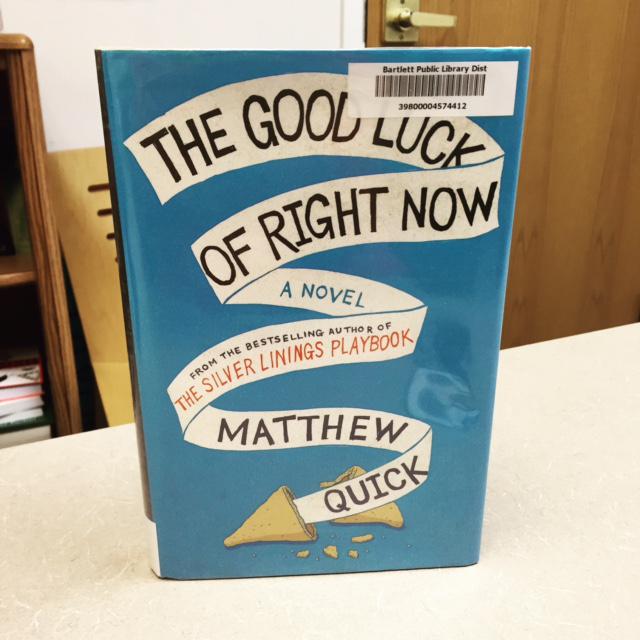 Bartlett Public Library Dist
39800004574412
THE GOOD LUCK
OF RIGHT NOW
A NOVEL
FROM THE BESTSELLING AUTHOR OF
THE SILVER LININGS PLAYBOOK
MATTHEW
QUICK